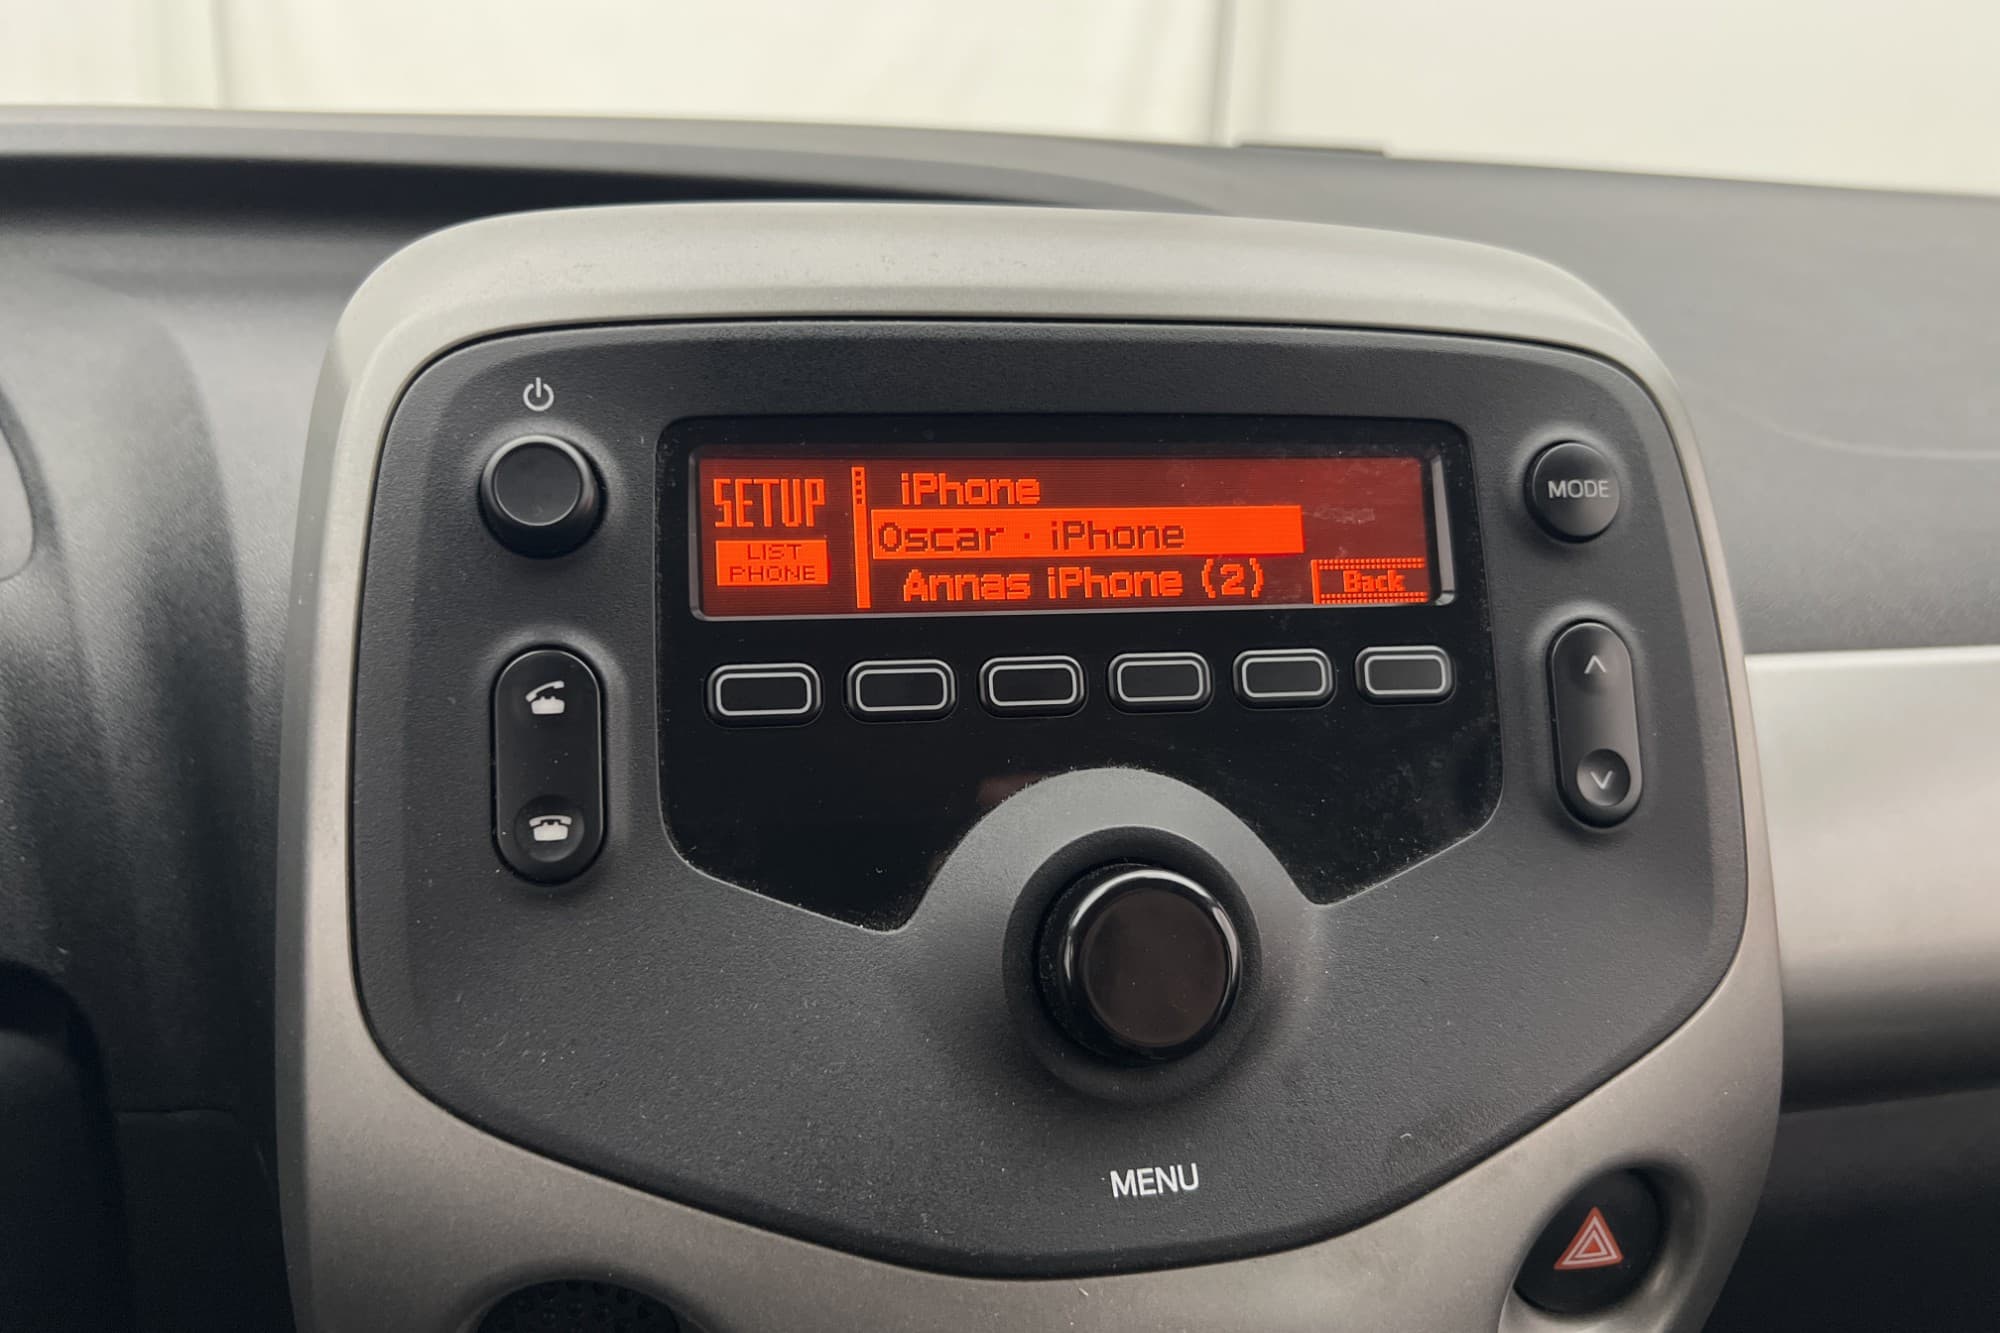 SETUP
LIST
PHONE
iPhone
Oscar · iPhone
Annas iPhone (2)
Back
MODE
MENU